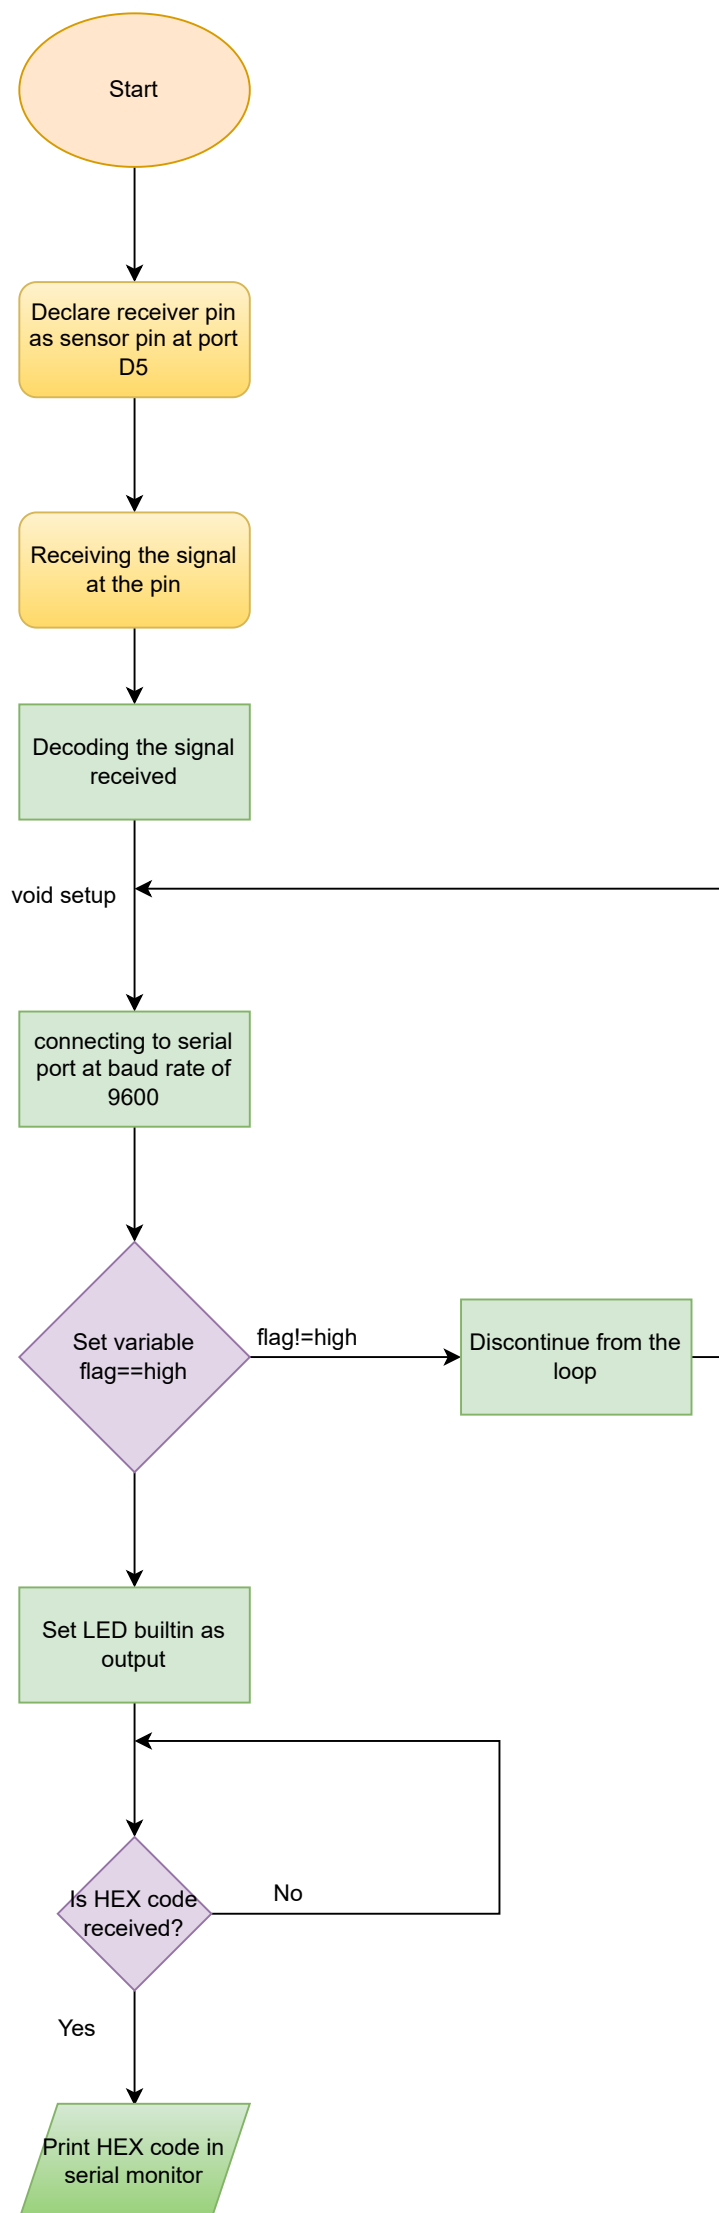 Start
Declare receiver pin
as sensor pin at port
D5
Receiving the signal
at the pin
Decoding the signal
received
void setup
connecting to serial
port at baud rate of
9600
Set variable
flag==high
flag!=high
Discontinue from the
loop
Set LED builtin as
output
Is HEX code
received?
No
Yes
Print HEX code in
serial monitor